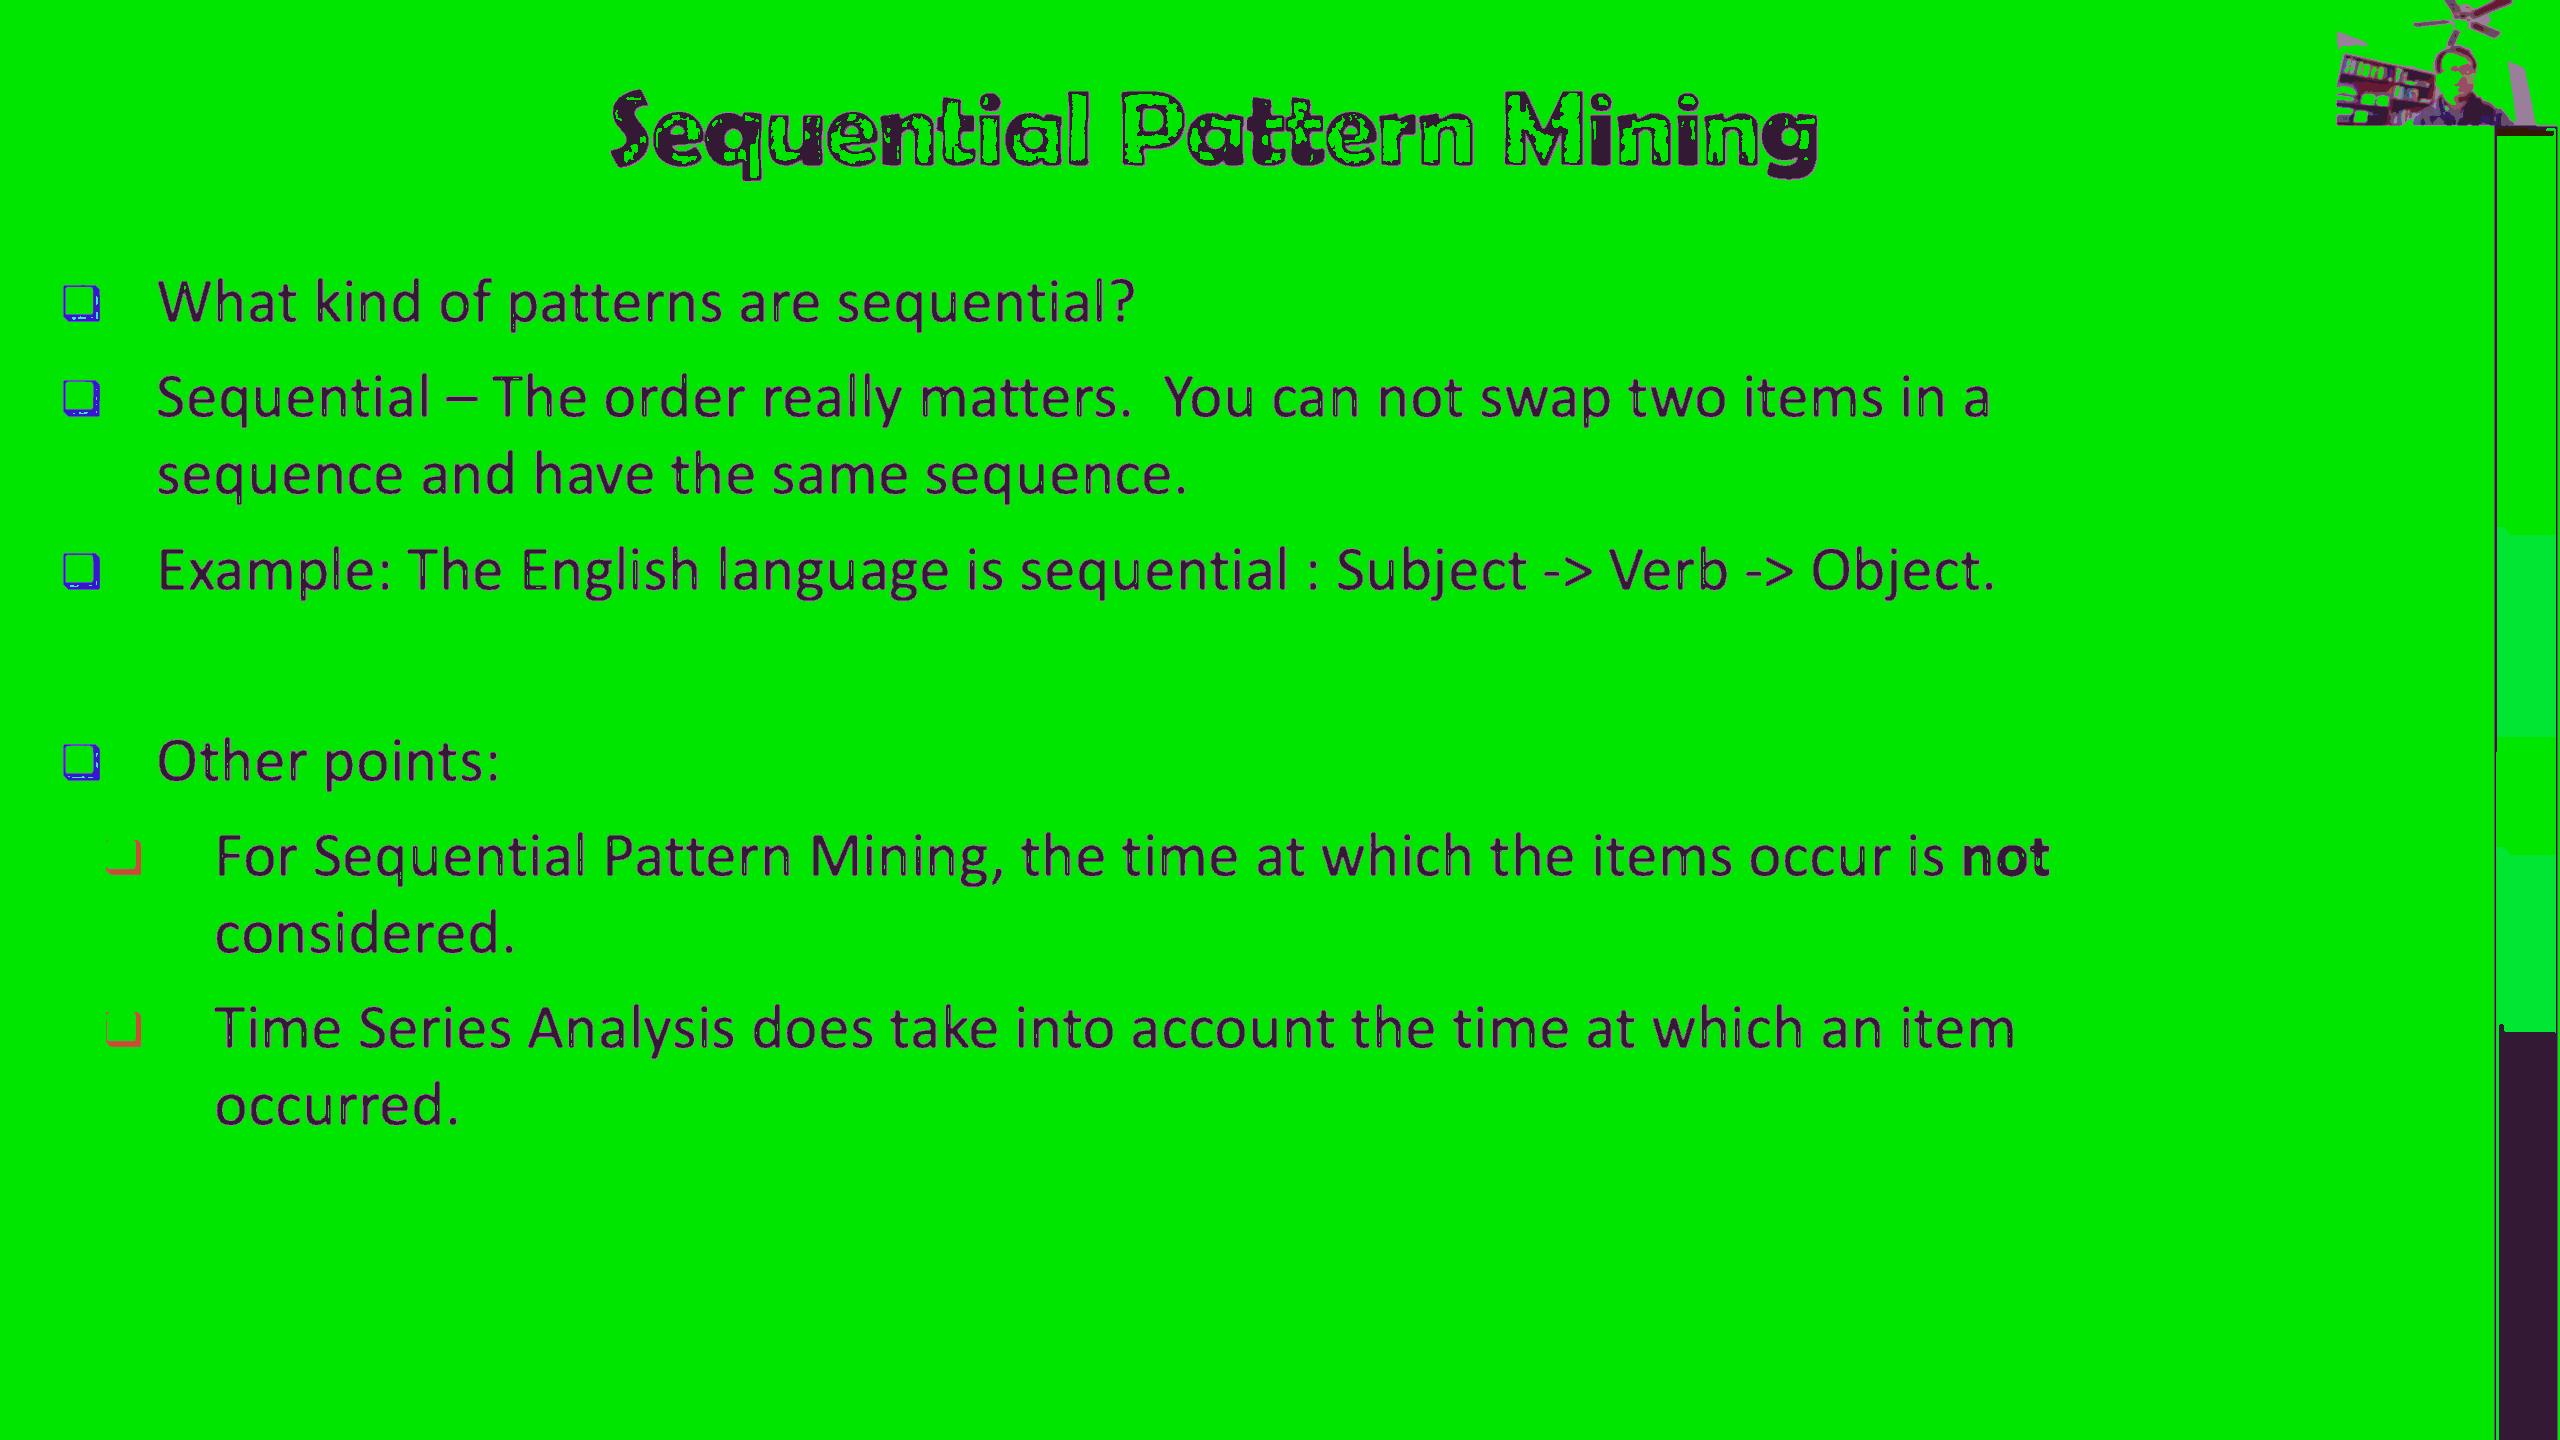 Sequential Pattern Mining
What kind of patterns are sequential?
Sequential – The order really matters.  You can not swap two items in a
sequence and have the same sequence.
Example: The English language is sequential : Subject -> Verb -> Object.
Other points:
For Sequential Pattern Mining, the time at which the items occur is not
considered.
Time Series Analysis does take into account the time at which an item
occurred.